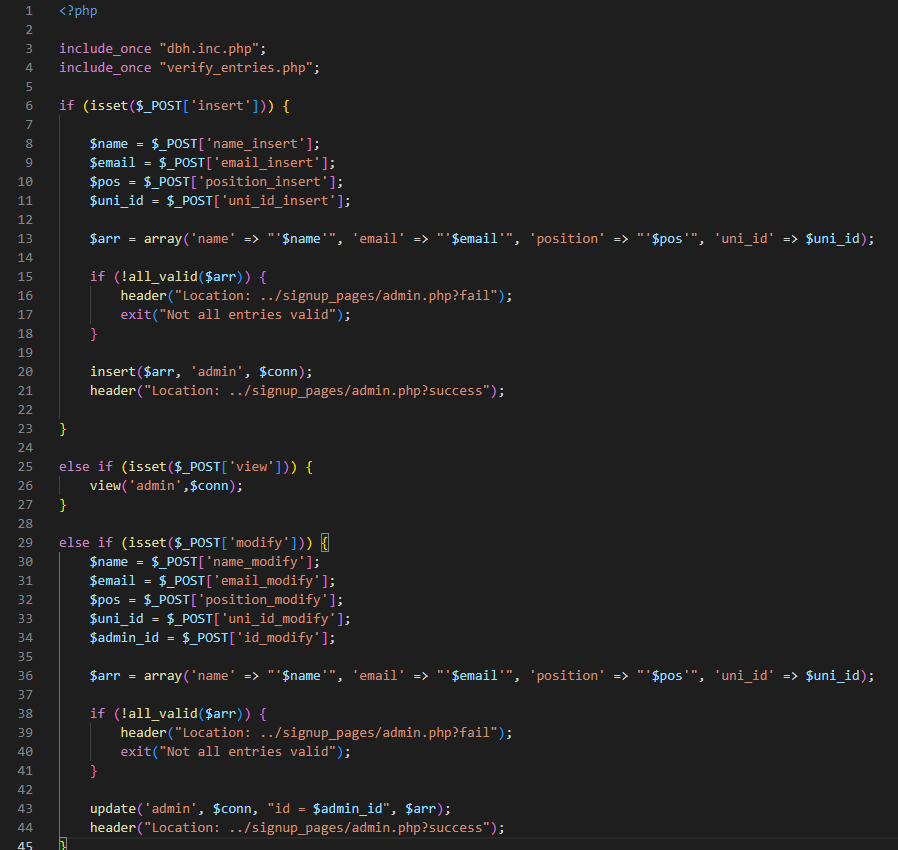 1 <?php
2
3 include_once "dbh.inc.php";
4 include_once "verify_entries.php";
5
6 if (isset($_POST['insert'])) {
7
8     $name = $_POST['name_insert'];
9     $email = $_POST['email_insert'];
10     $pos = $_POST['position_insert'];
11     $uni_id = $_POST['uni_id_insert'];
12
13     $arr = array('name' => "'$name'", 'email' => "'$email'", 'position' => "'$pos'", 'uni_id' => $uni_id);
14
15     if (!all_valid($arr)) {
16         header("Location: ../signup_pages/admin.php?fail");
17         exit("Not all entries valid");
18     }
19
20     insert($arr, 'admin', $conn);
21     header("Location: ../signup_pages/admin.php?success");
22
23 }
24
25 else if (isset($_POST['view'])) {
26     view('admin',$conn);
27 }
28
29 else if (isset($_POST['modify'])) {
30     $name = $_POST['name_modify'];
31     $email = $_POST['email_modify'];
32     $pos = $_POST['position_modify'];
33     $uni_id = $_POST['uni_id_modify'];
34     $admin_id = $_POST['id_modify'];
35
36     $arr = array('name' => "'$name'", 'email' => "'$email'", 'position' => "'$pos'", 'uni_id' => $uni_id);
37
38     if (!all_valid($arr)) {
39         header("Location: ../signup_pages/admin.php?fail");
40         exit("Not all entries valid");
41     }
42
43     update('admin', $conn, "id = $admin_id", $arr);
44     header("Location: ../signup_pages/admin.php?success");
45 }